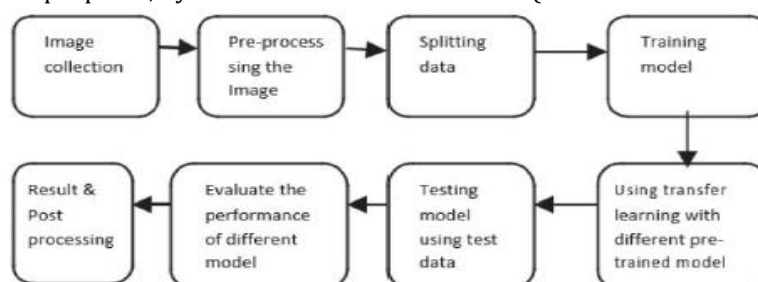 Image
collection
Pre-process
sing the
Image
Splitting
data
Training
model
Using transfer
learning with
different pre-
trained model
Testing
model
using test
data
Evaluate the
performance
of different
model
Result &
Post
processing